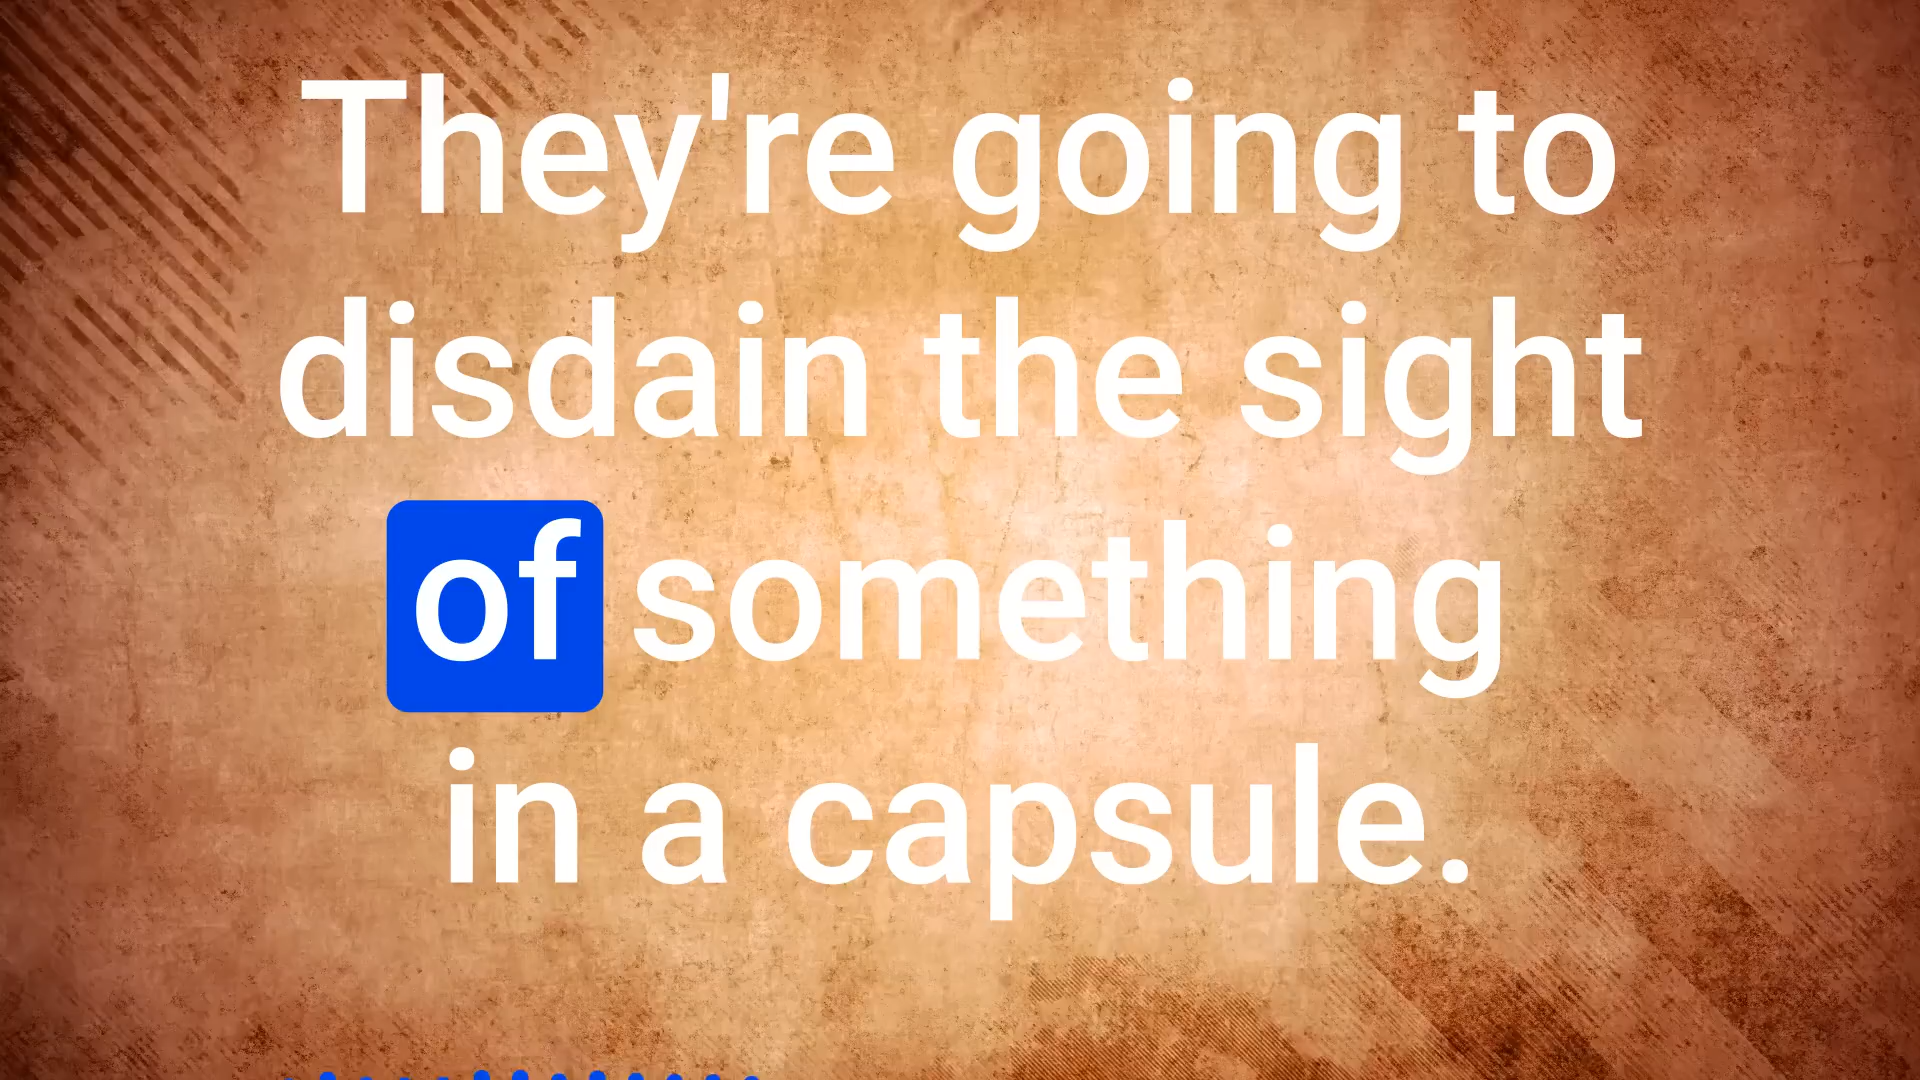 They're going to
disdain the sight
of something
in a capsule.